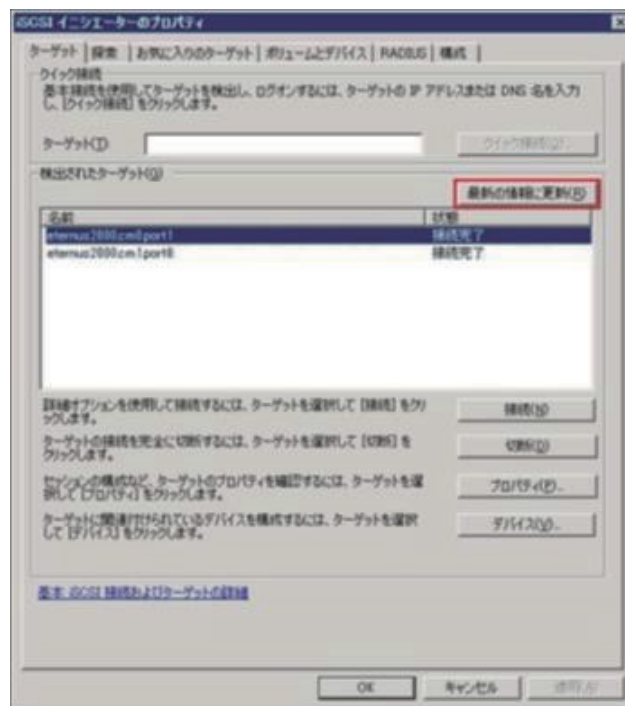 iSCSI イニシエーターのプロパティ
ターゲット 探索 お気に入りのターゲット ボリュームとデバイス RADIUS 構成
クイック接続
基本接続を使用してターゲットを検出し、ログオンするには、ターゲットの IP アドレスまたは DNS 名を入力
し、[クイック接続] をクリックします。
ターゲット(T)
クイック接続(Q)...
検出されたターゲット(G)
最新の情報に更新(R)
名前 状態
eternus2000.cm0port1 接続完了
eternus2000.cm1port0 接続完了
詳細オプションを使用して接続するには、ターゲットを選択して [接続] をクリ
ックします。
接続(N)
ターゲットの接続を完全に切断するには、ターゲットを選択して [切断] を
クリックします。
切断(D)
セッションの構成など、ターゲットのプロパティを確認するには、ターゲットを選
択して [プロパティ] をクリックします。
プロパティ(P)...
ターゲットに関連付けられているデバイスを構成するには、ターゲットを選択
して [デバイス] をクリックします。
デバイス(V)...
基本 iSCSI 接続およびターゲットの詳細
OK キャンセル 適用(A)